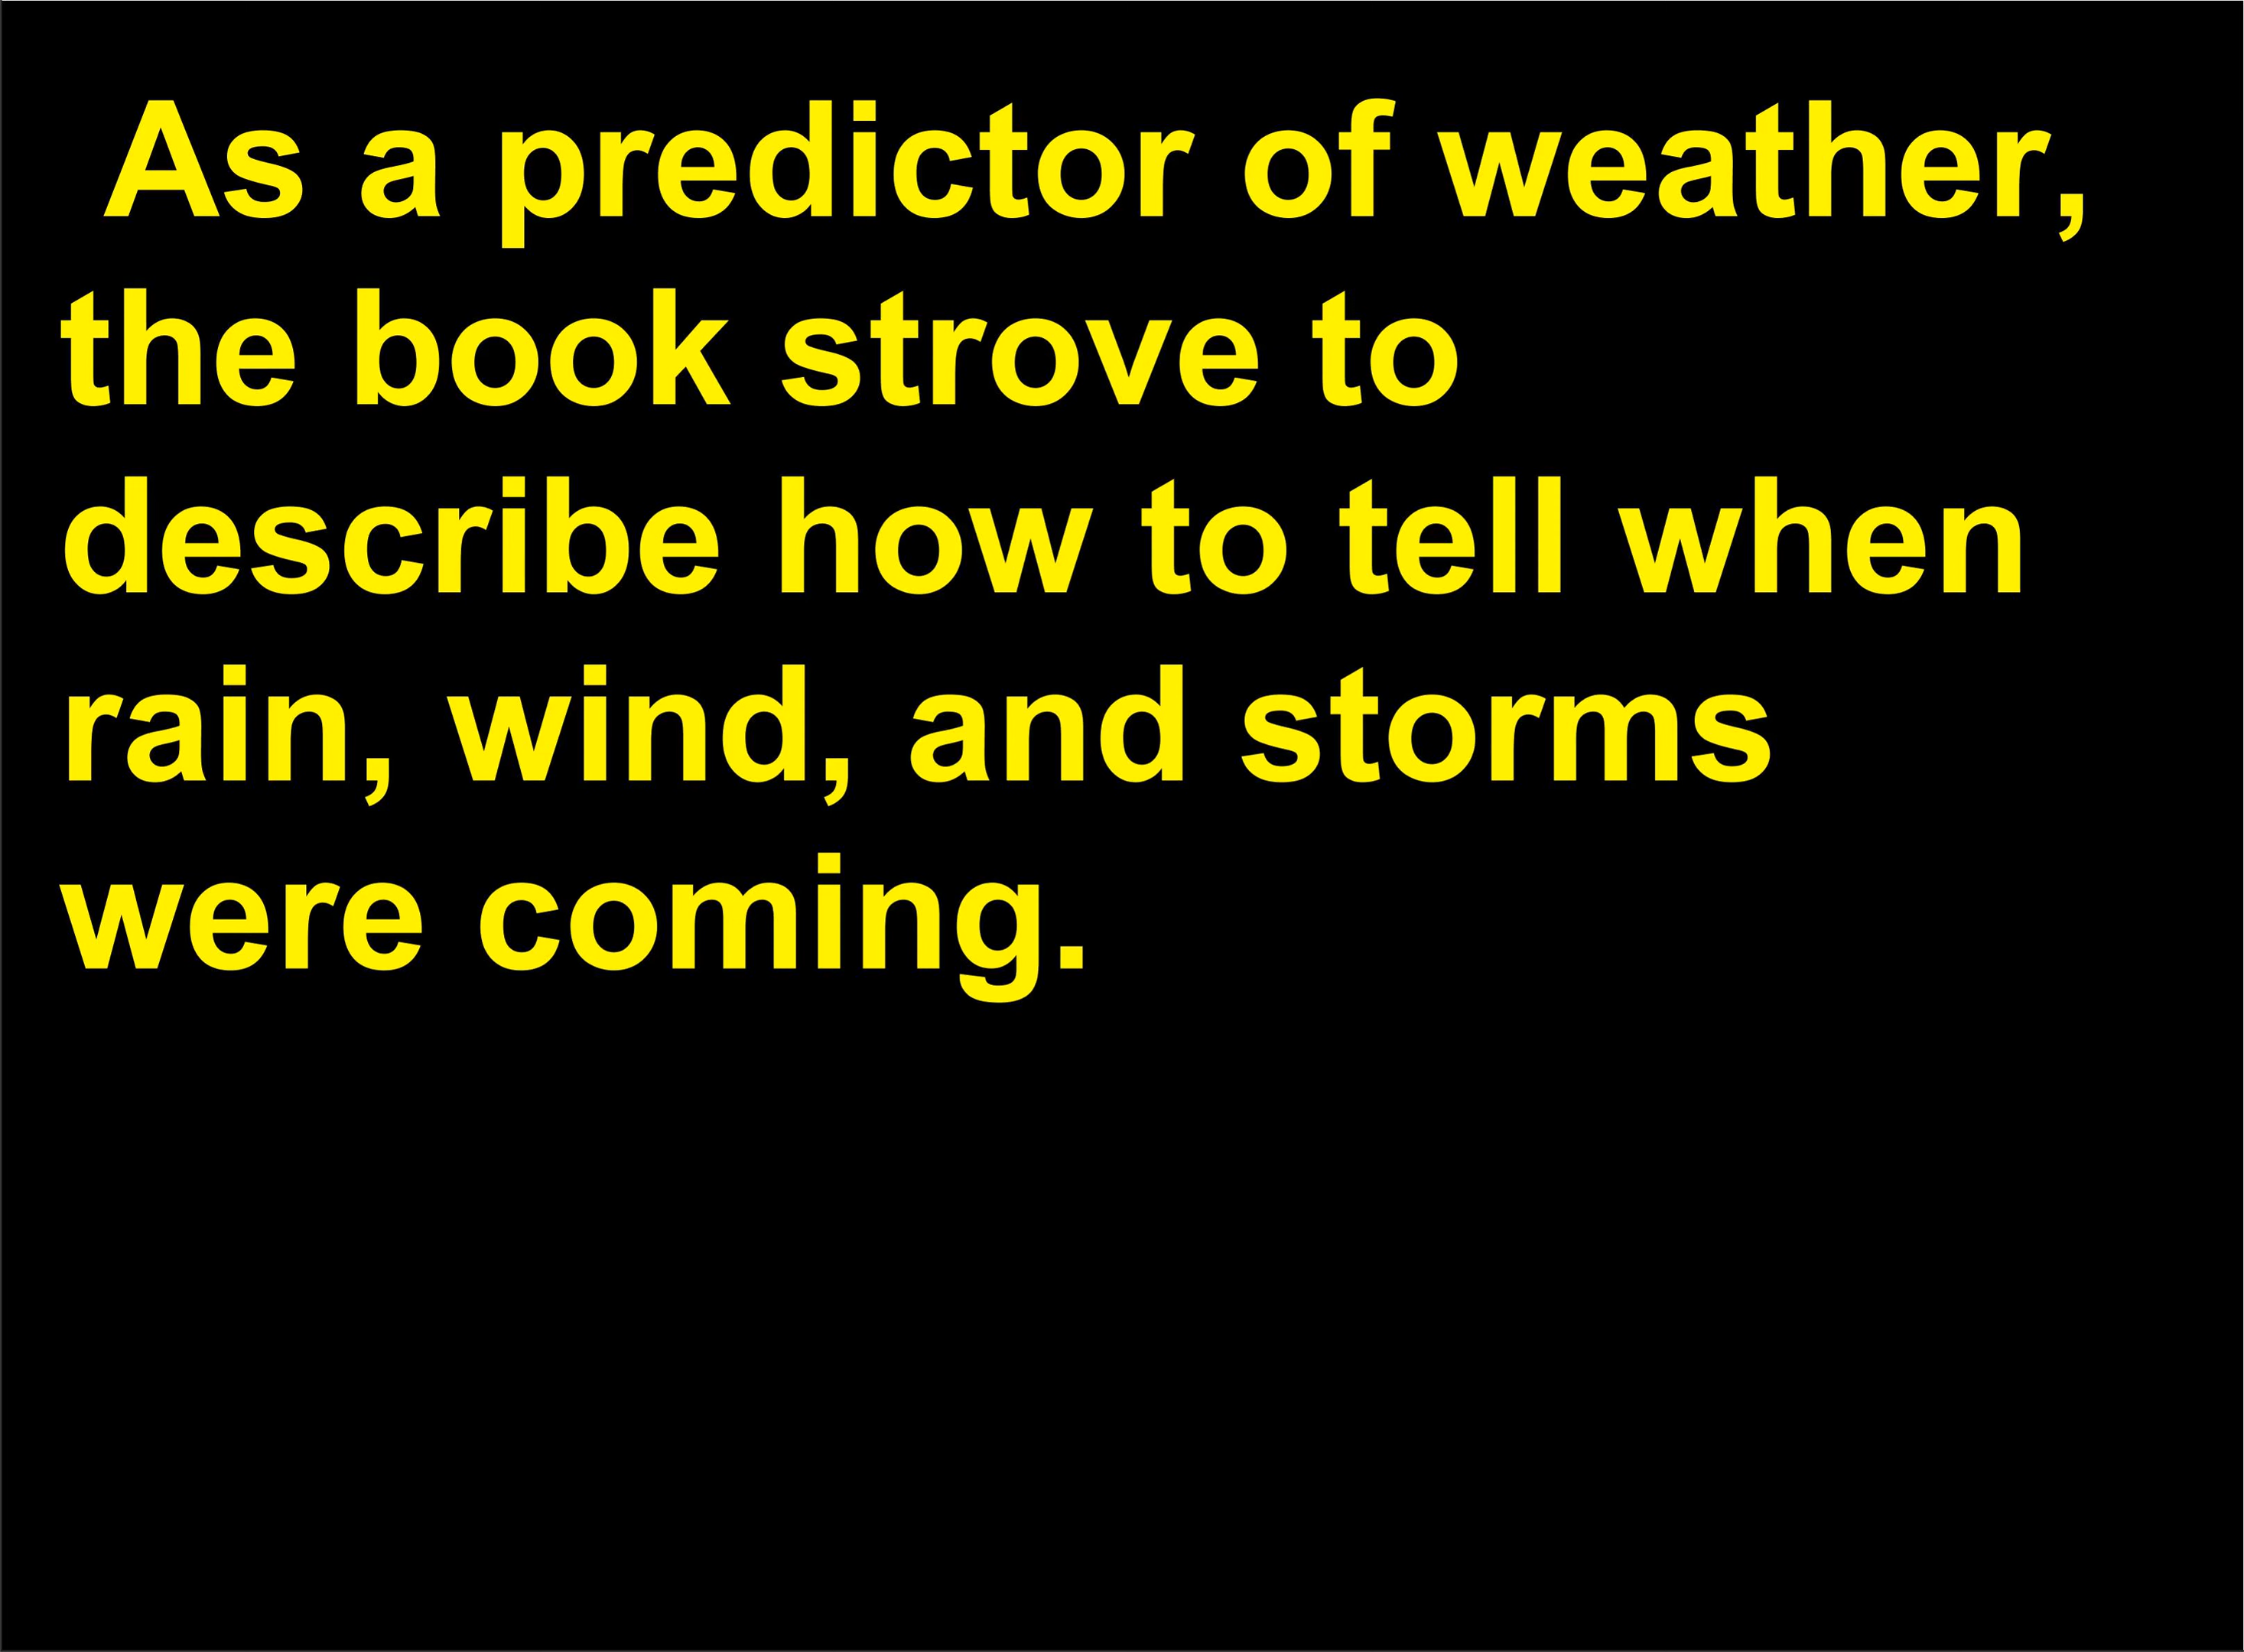 As a predictor of weather,
the book strove to
describe how to tell when
rain, wind, and storms
were coming.